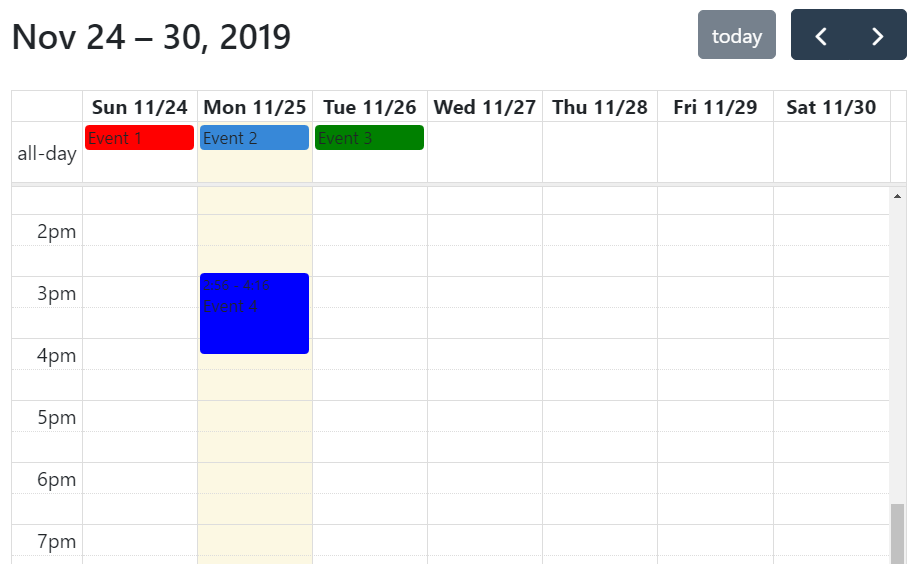 Nov 24 – 30, 2019
today
Sun 11/24 Mon 11/25 Tue 11/26 Wed 11/27 Thu 11/28 Fri 11/29 Sat 11/30
all-day Event 1 Event 2 Event 3
2pm
3pm
Event 4
4pm
5pm
6pm
7pm